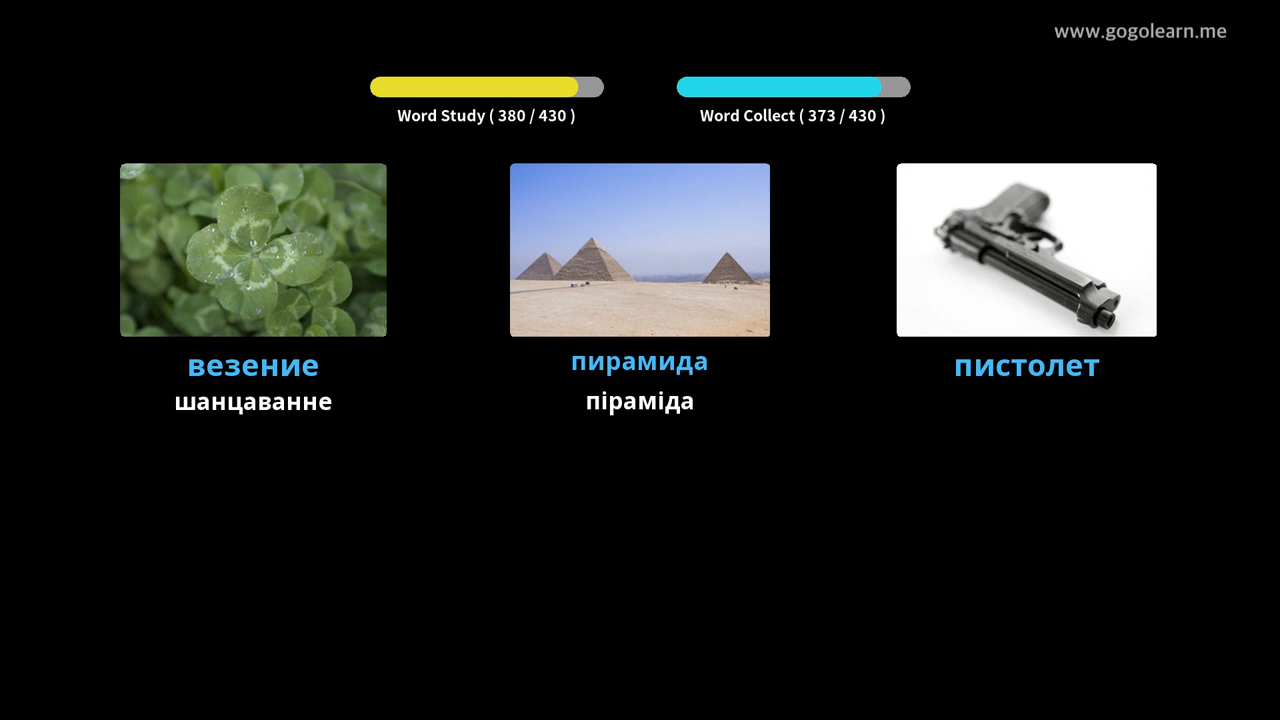 www.gogolearn.me
Word Study ( 380 / 430 )
Word Collect ( 373 / 430 )
везение
шанцаванне
пирамида
піраміда
пистолет